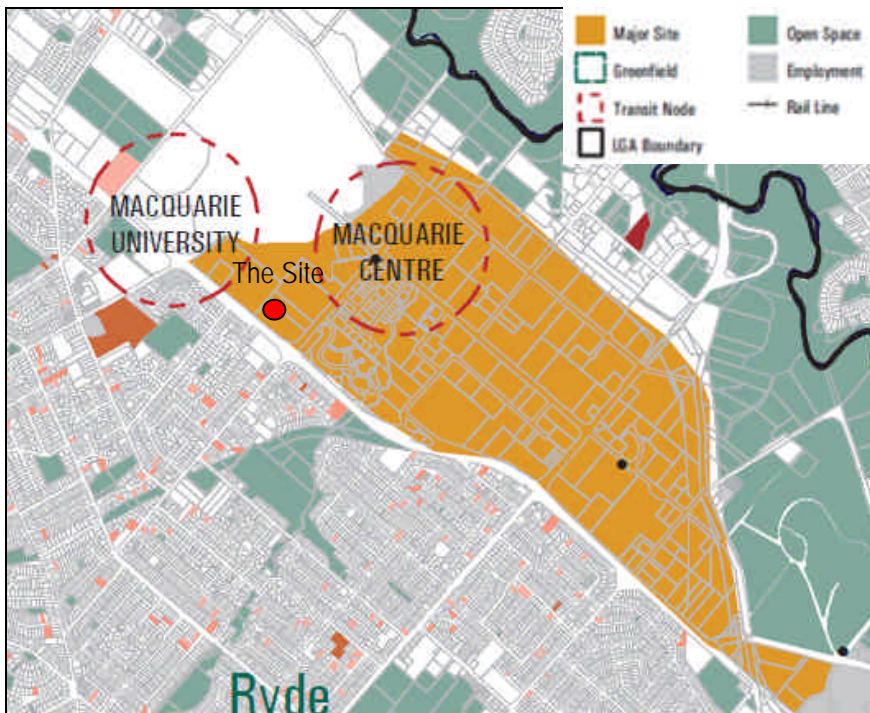 Major Site
Open Space
Greenfield
Employment
Transit Node
Rail Line
LGA Boundary
MACQUARIE
UNIVERSITY
MACQUARIE
CENTRE
The Site
Ryde